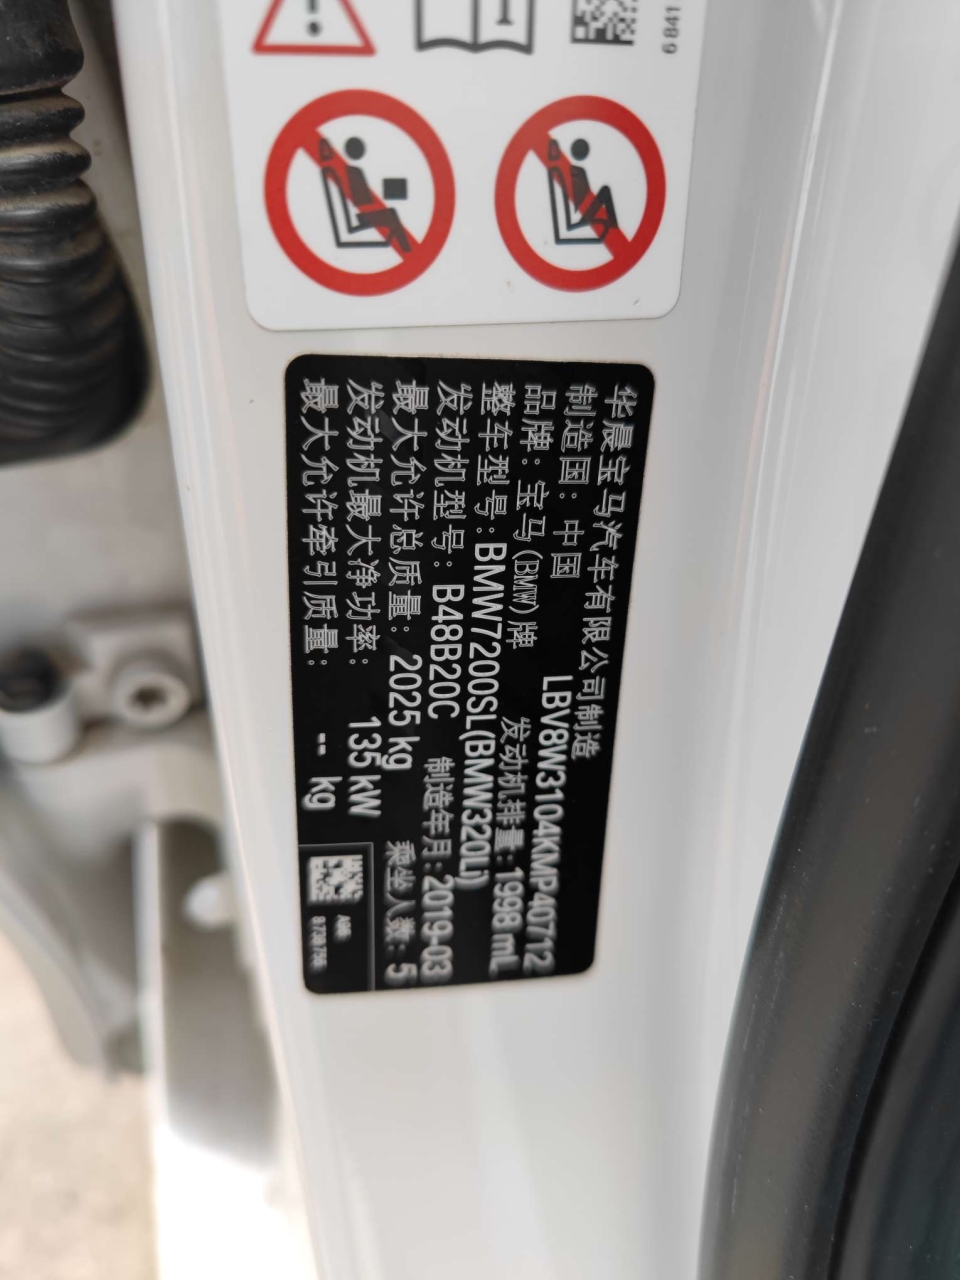 6 841
华晨宝马汽车有限公司制造
制造国：中国 LBV8W3104KMP40712
品牌：宝马(BMW)牌 发动机排量：1998 mL
整车型号：BMW7200SL(BMW320Li)
发动机型号：B48B20C 制造年月：2019-03
最大允许总质量：2025 kg 乘坐人数：5
发动机最大净功率：135 kW
最大允许牵引质量：-- kg